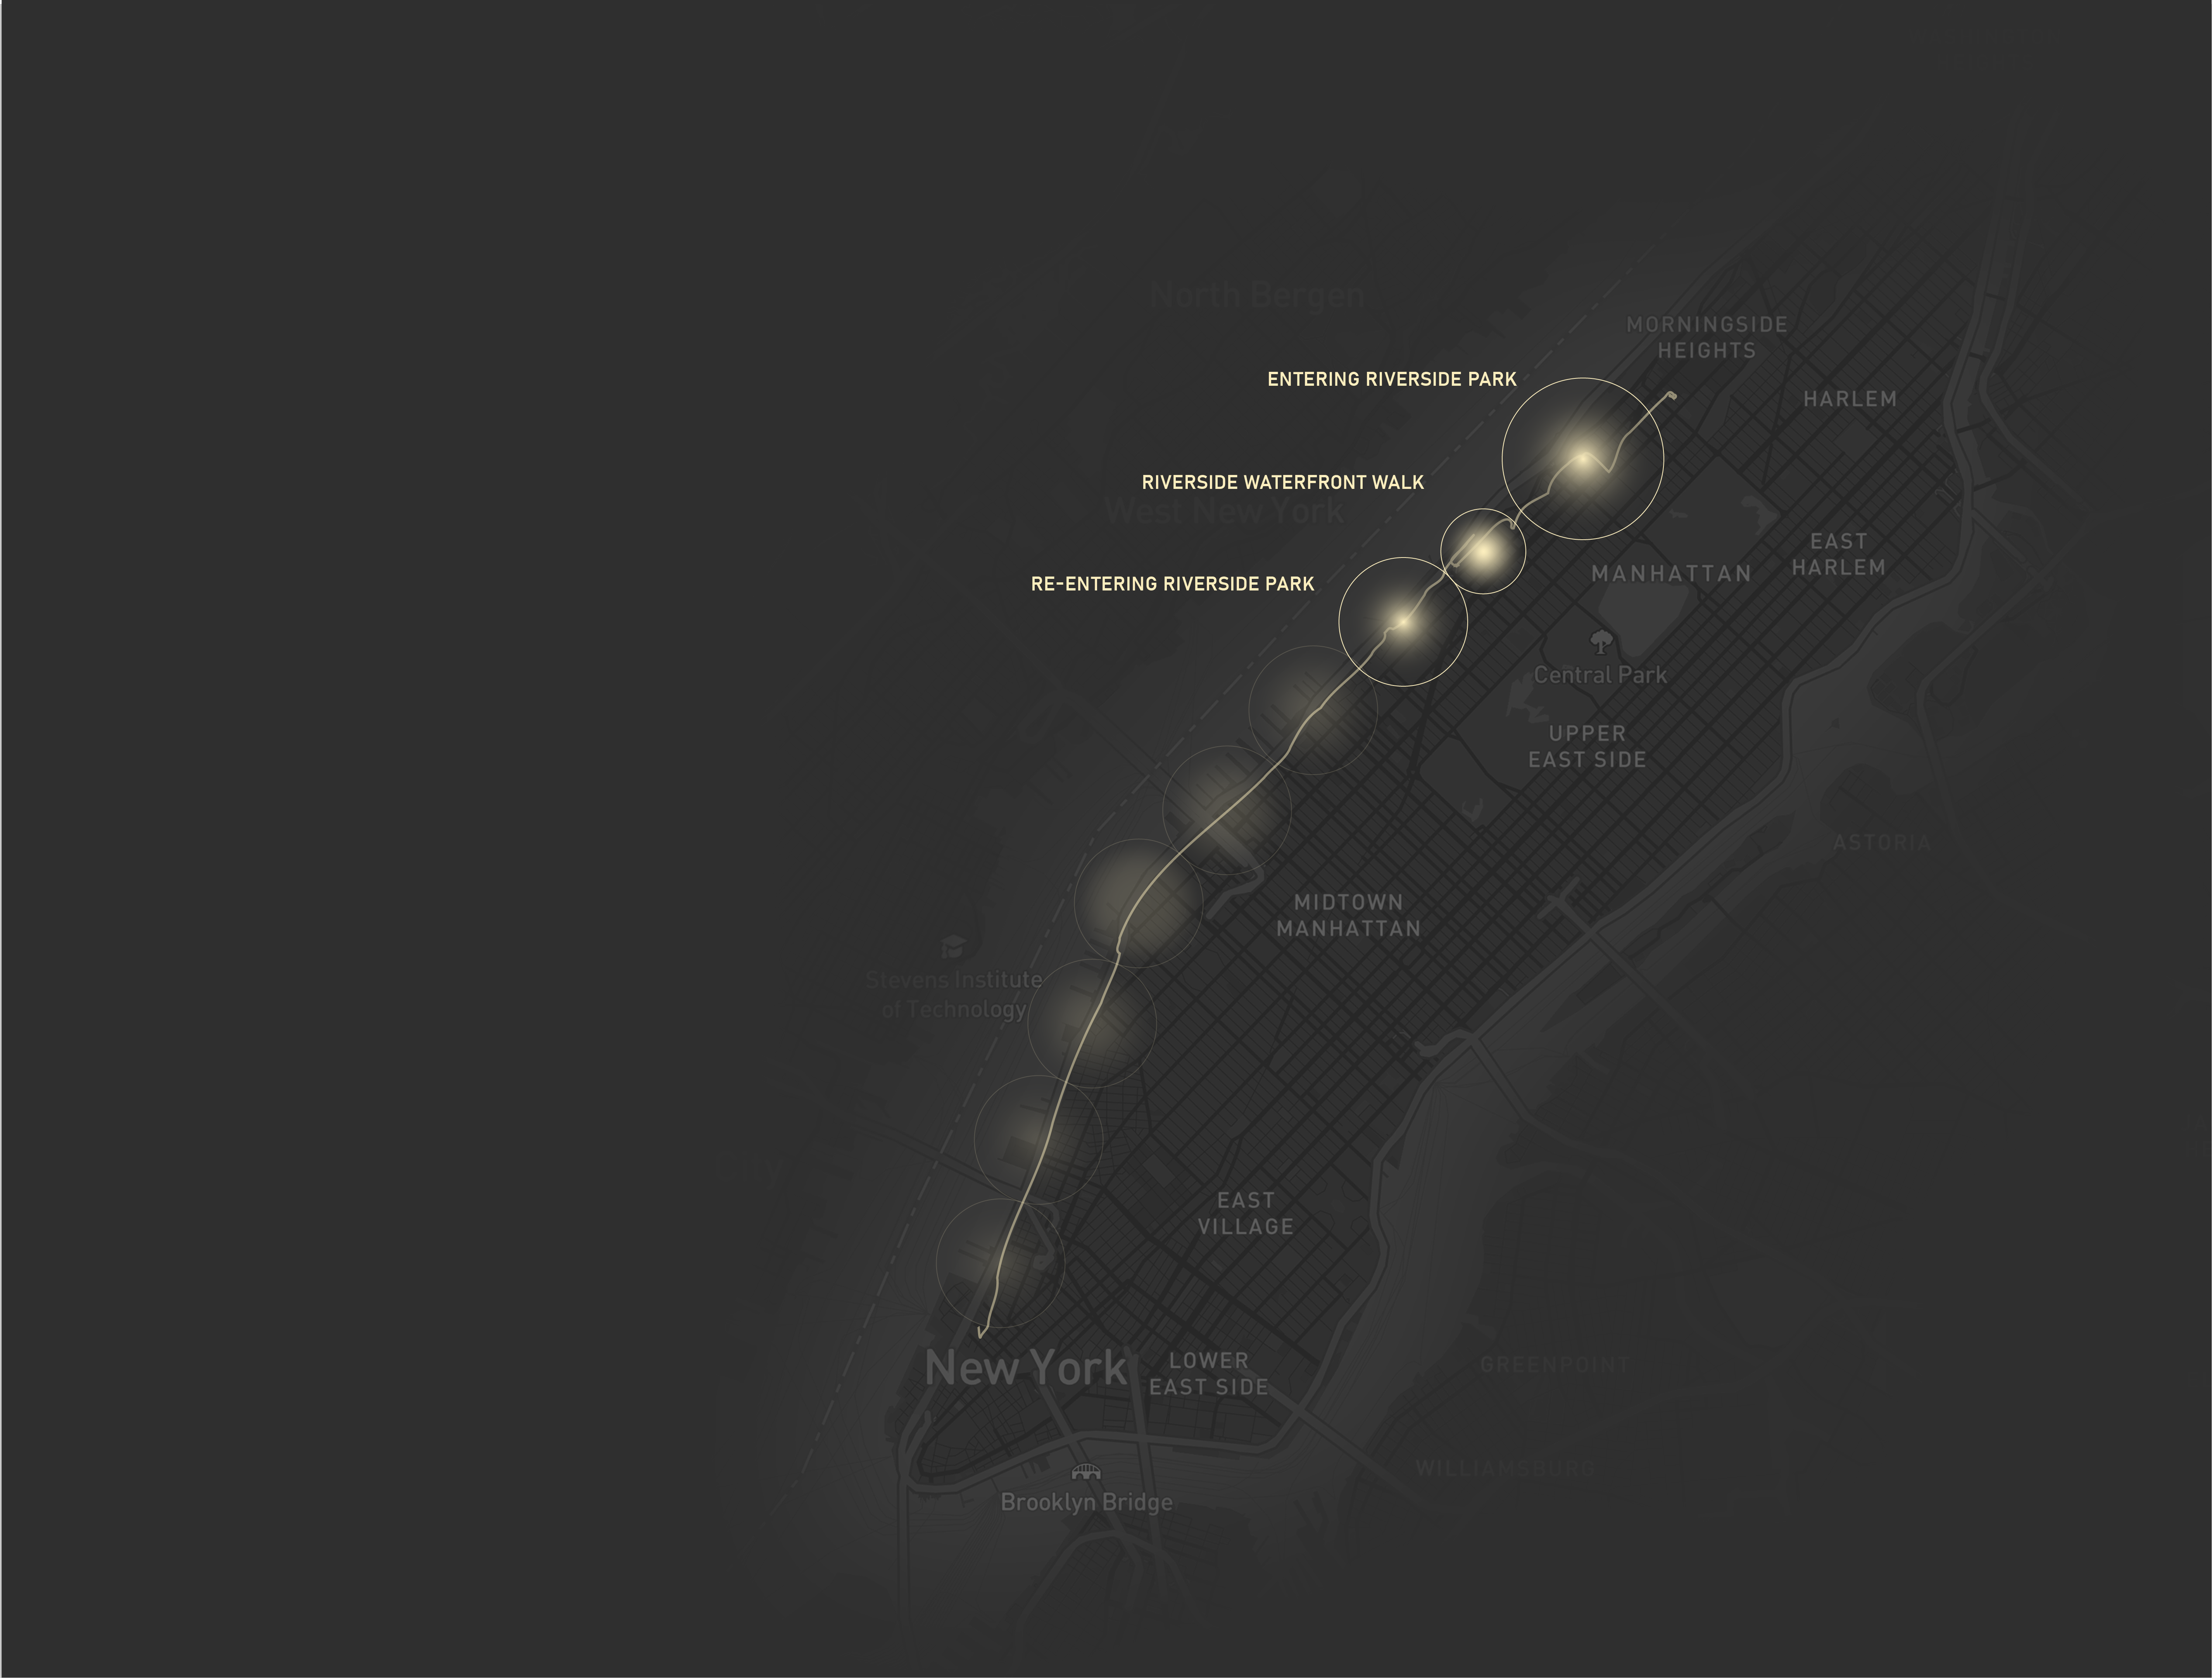 North Bergen
MORNINGSIDE
HEIGHTS
ENTERING RIVERSIDE PARK
HARLEM
RIVERSIDE WATERFRONT WALK
West New York
EAST
HARLEM
MANHATTAN
RE-ENTERING RIVERSIDE PARK
Central Park
UPPER
EAST SIDE
ASTORIA
MIDTOWN
MANHATTAN
Stevens Institute
of Technology
EAST
VILLAGE
New York
LOWER
EAST SIDE
GREENPOINT
WILLIAMSBURG
Brooklyn Bridge